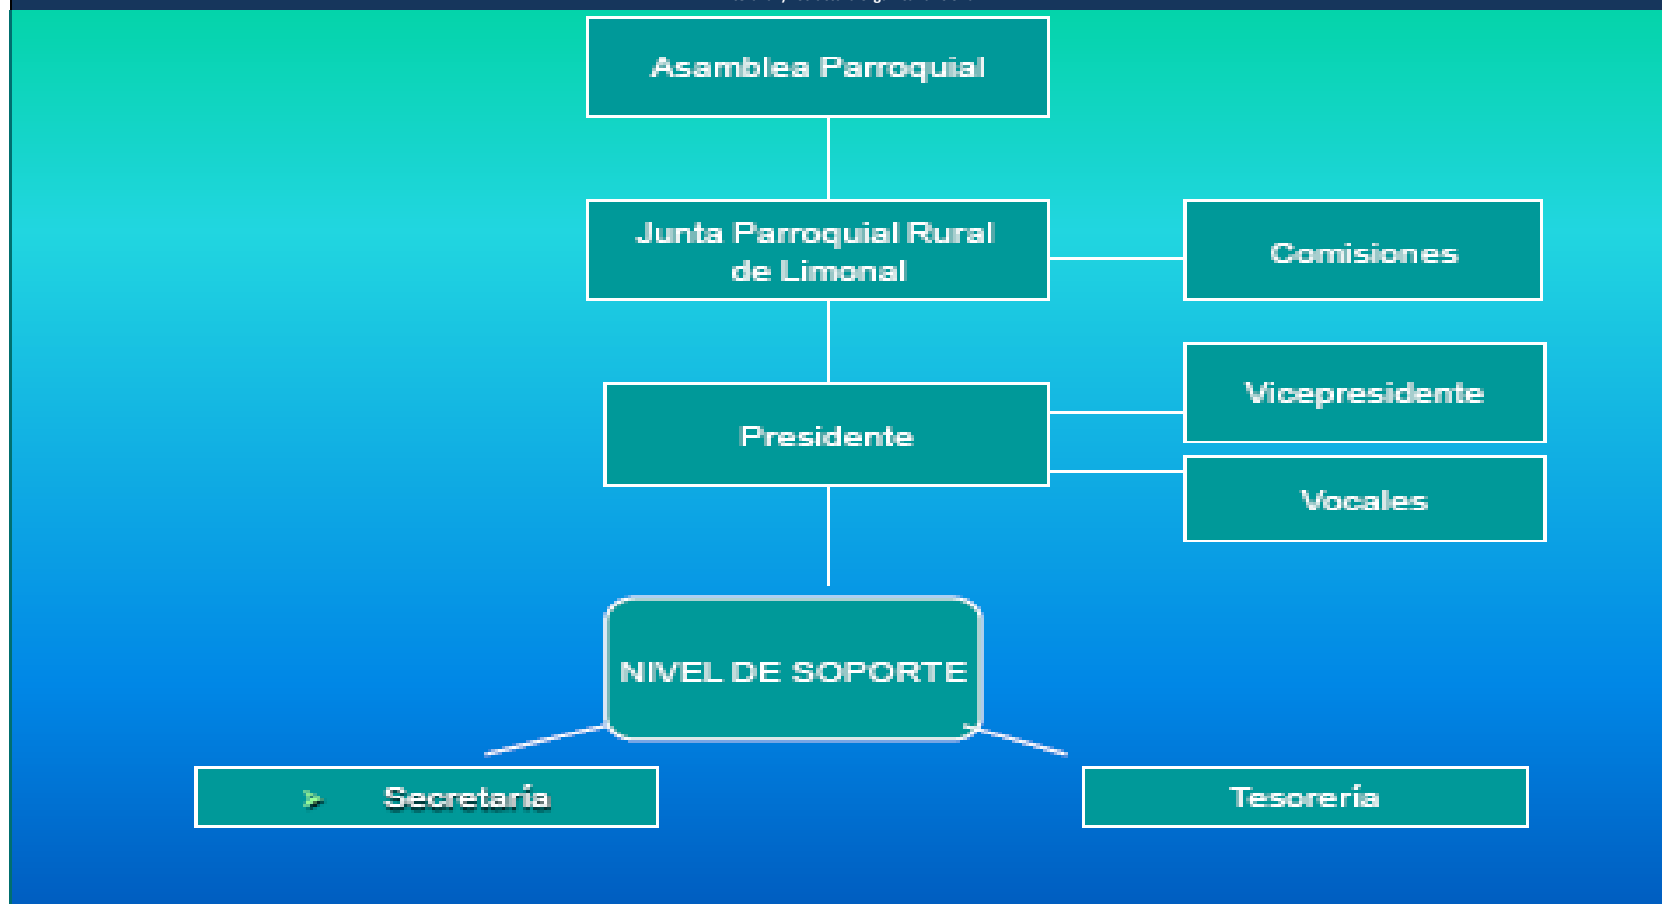 Asamblea Parroquial
Junta Parroquial Rural
de Limonal
Comisiones
Vicepresidente
Presidente
Vocales
NIVEL DE SOPORTE
Secretaría
Tesorería